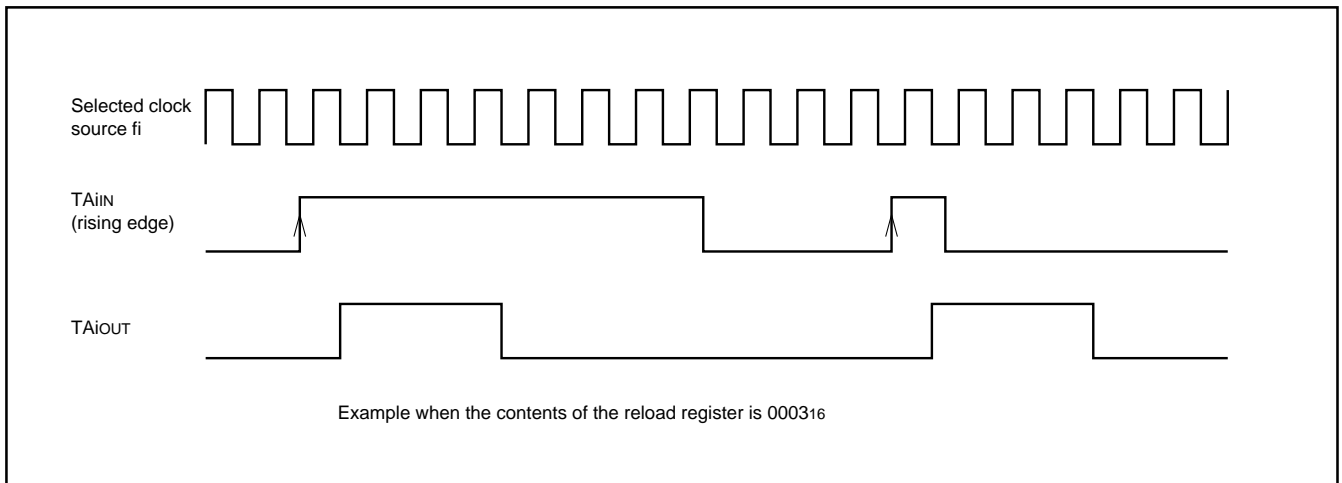 Selected clock
source fi
TAiIN
(rising edge)
TAiOUT
Example when the contents of the reload register is 000316